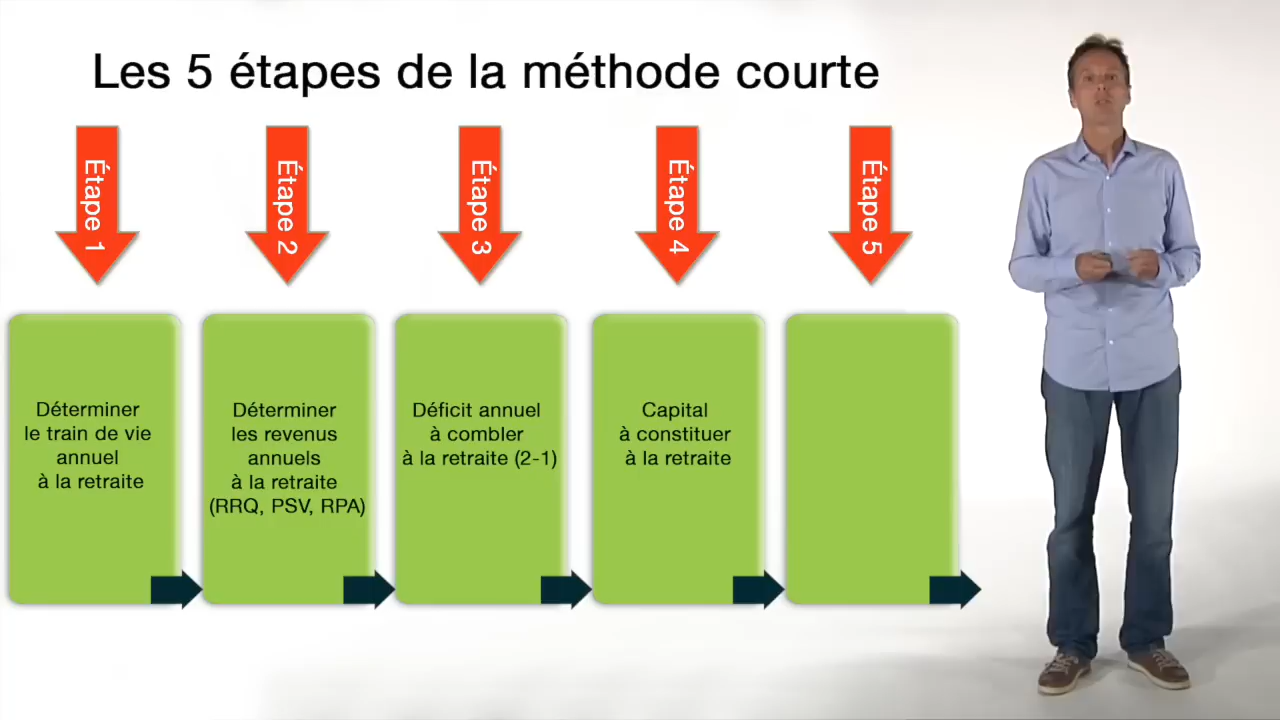 Les 5 étapes de la méthode courte
Étape 1
Étape 2
Étape 3
Étape 4
Étape 5
Déterminer
le train de vie
annuel
à la retraite
Déterminer
les revenus
annuels
à la retraite
(RRQ, PSV, RPA)
Déficit annuel
à combler
à la retraite (2-1)
Capital
à constituer
à la retraite